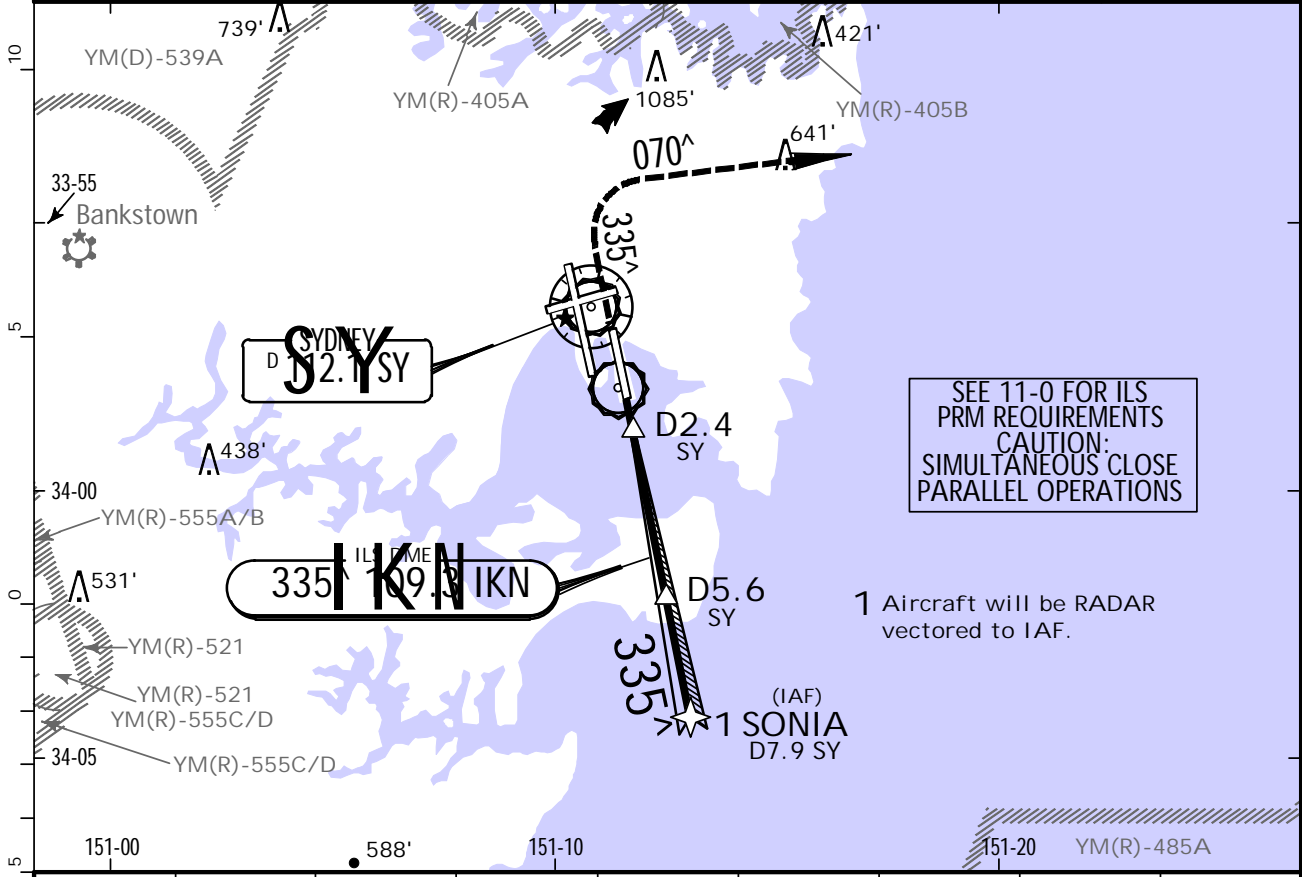 739'
421'
YM(D)-539A
10
YM(R)-405A
1085'
YM(R)-405B
641'
070^
33-55
Bankstown
335^
5
SYDNEY
D 112.1 SY
S Y
D2.4
SY
SEE 11-0 FOR ILS
PRM REQUIREMENTS
CAUTION:
SIMULTANEOUS CLOSE
PARALLEL OPERATIONS
438'
34-00
YM(R)-555A/B
ILS DME
335^ 109.3 IKN
I K N
531'
D5.6
SY
0
1 Aircraft will be RADAR
vectored to IAF.
YM(R)-521
335^
YM(R)-521
YM(R)-555C/D
(IAF)
1 SONIA
D7.9 SY
34-05
YM(R)-555C/D
588'
151-00
151-10
151-20
YM(R)-485A
5